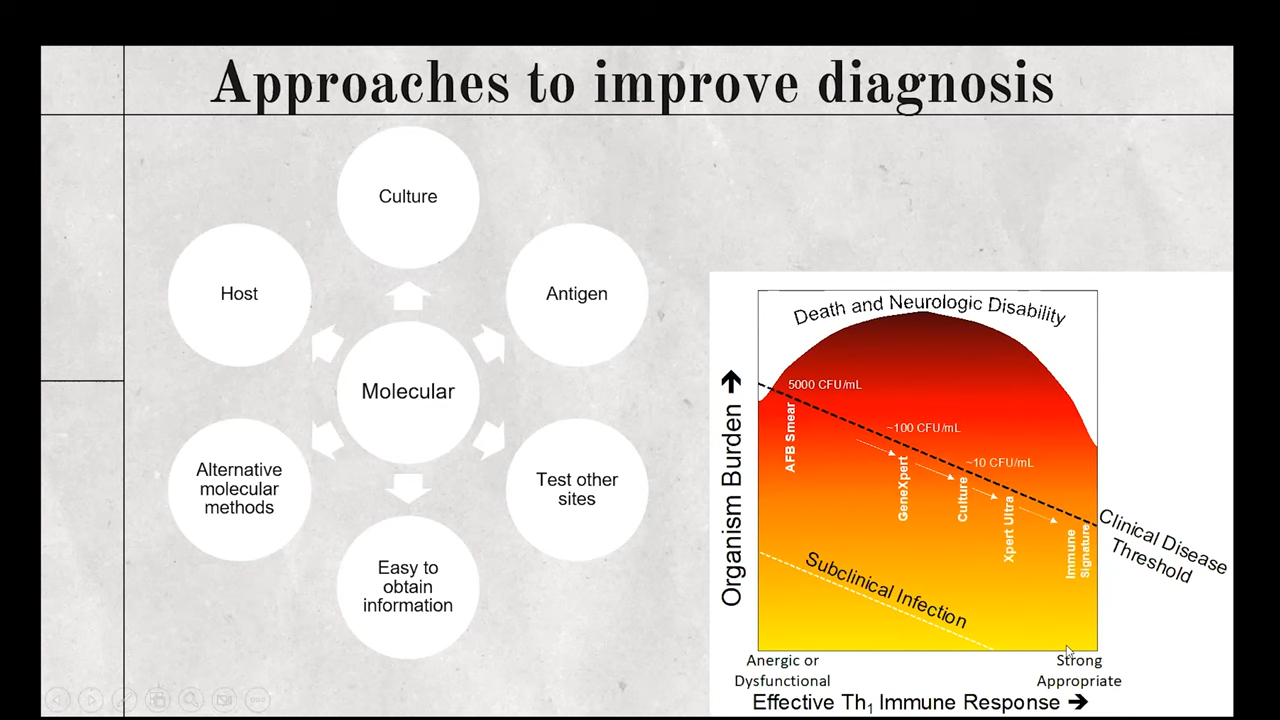 Approaches to improve diagnosis
Culture
Host
Antigen
Molecular
Alternative
molecular
methods
Test other
sites
Easy to
obtain
information
Death and Neurologic Disability
Organism Burden ➔
5000 CFU/mL
~100 CFU/mL
~10 CFU/mL
AFB Smear
GeneXpert
Culture
Xpert Ultra
Immune
Signature
Clinical Disease
Threshold
Subclinical Infection
Anergic or
Dysfunctional
Strong
Appropriate
Effective Th₁ Immune Response ➔